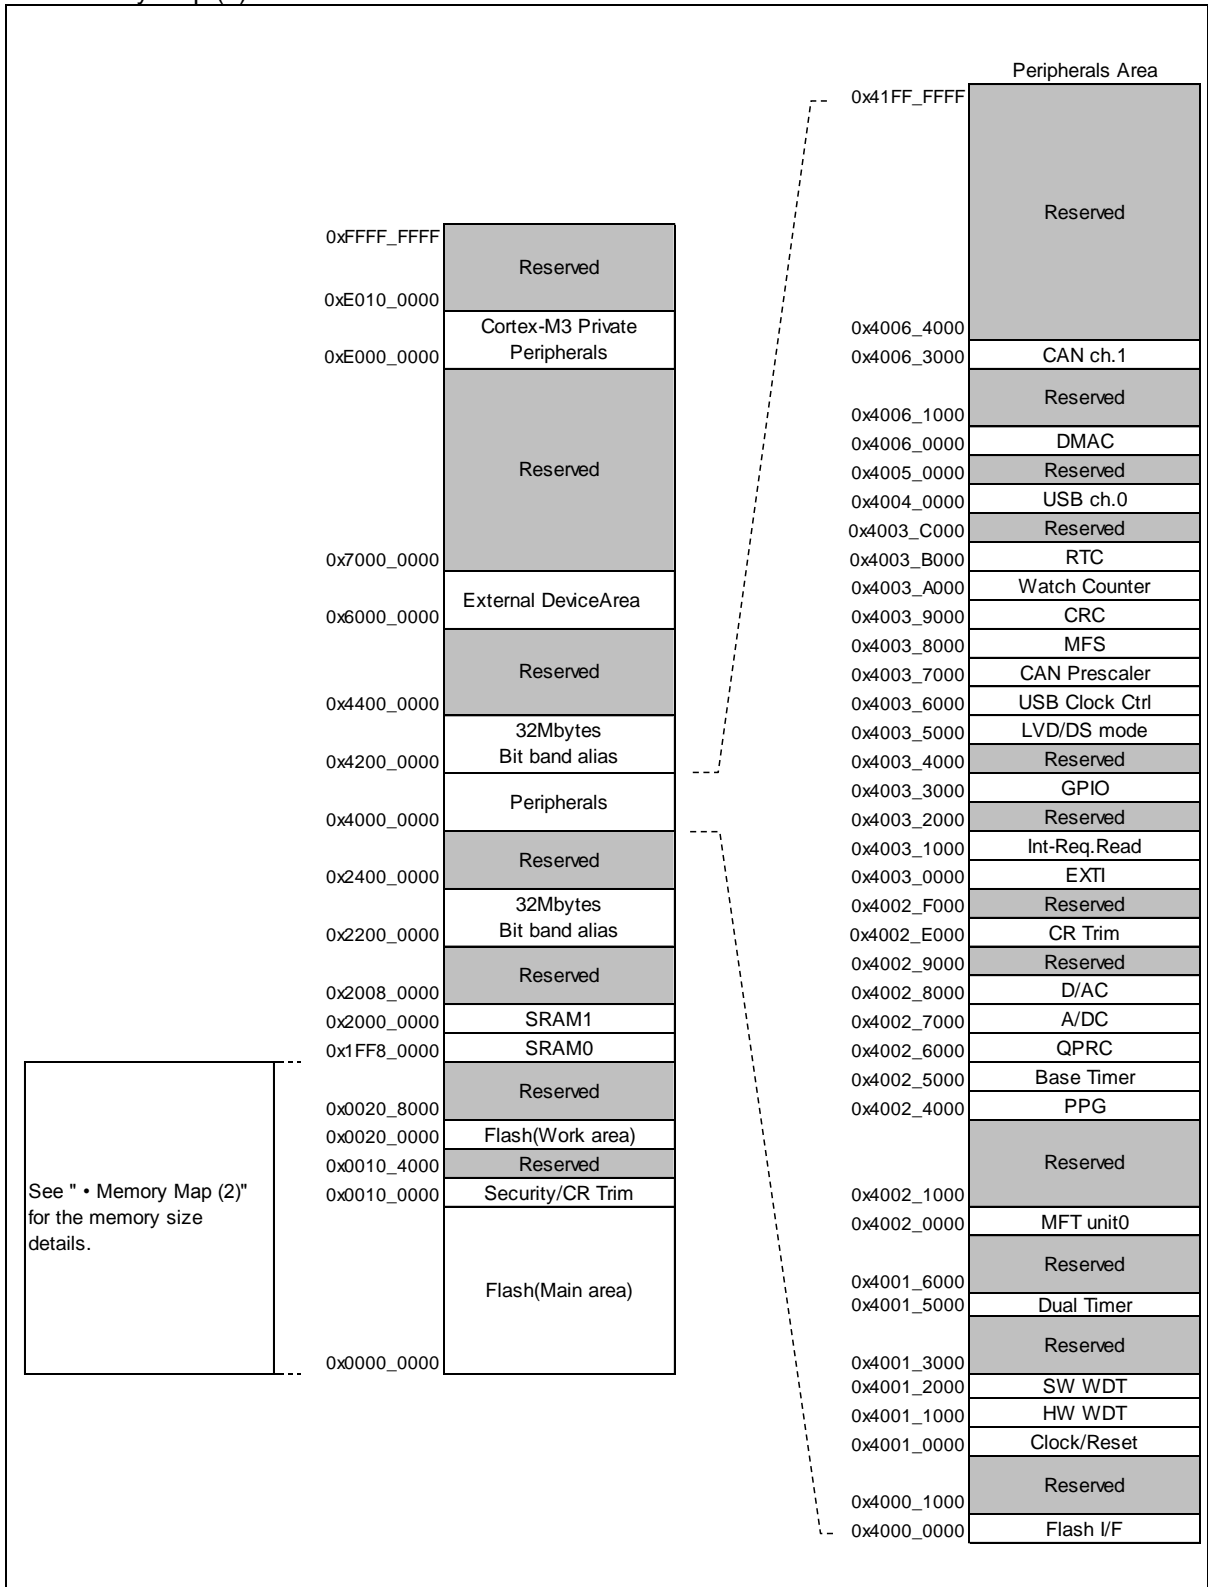 Peripherals Area
0x41FF_FFFF
Reserved
0x4006_4000
0x4006_3000
CAN ch.1
Reserved
0x4006_1000
0x4006_0000
DMAC
0x4005_0000
Reserved
0x4004_0000
USB ch.0
0x4003_C000
Reserved
0x4003_B000
RTC
0x4003_A000
Watch Counter
0x4003_9000
CRC
0x4003_8000
MFS
0x4003_7000
CAN Prescaler
0x4003_6000
USB Clock Ctrl
0x4003_5000
LVD/DS mode
0x4003_4000
Reserved
0x4003_3000
GPIO
0x4003_2000
Reserved
0x4003_1000
Int-Req.Read
0x4003_0000
EXTI
0x4002_F000
Reserved
0x4002_E000
CR Trim
0x4002_9000
Reserved
0x4002_8000
D/AC
0x4002_7000
A/DC
0x4002_6000
QPRC
0x4002_5000
Base Timer
0x4002_4000
PPG
Reserved
0x4002_1000
0x4002_0000
MFT unit0
Reserved
0x4001_6000
0x4001_5000
Dual Timer
Reserved
0x4001_3000
0x4001_2000
SW WDT
0x4001_1000
HW WDT
0x4001_0000
Clock/Reset
Reserved
0x4000_1000
0x4000_0000
Flash I/F
0xFFFF_FFFF
Reserved
0xE010_0000
Cortex-M3 Private
Peripherals
0xE000_0000
Reserved
0x7000_0000
External DeviceArea
0x6000_0000
Reserved
0x4400_0000
32Mbytes
Bit band alias
0x4200_0000
Peripherals
0x4000_0000
Reserved
0x2400_0000
32Mbytes
Bit band alias
0x2200_0000
Reserved
0x2008_0000
0x2000_0000
SRAM1
0x1FF8_0000
SRAM0
Reserved
0x0020_8000
0x0020_0000
Flash(Work area)
0x0010_4000
Reserved
0x0010_0000
Security/CR Trim
Flash(Main area)
0x0000_0000
See " • Memory Map (2)"
for the memory size
details.